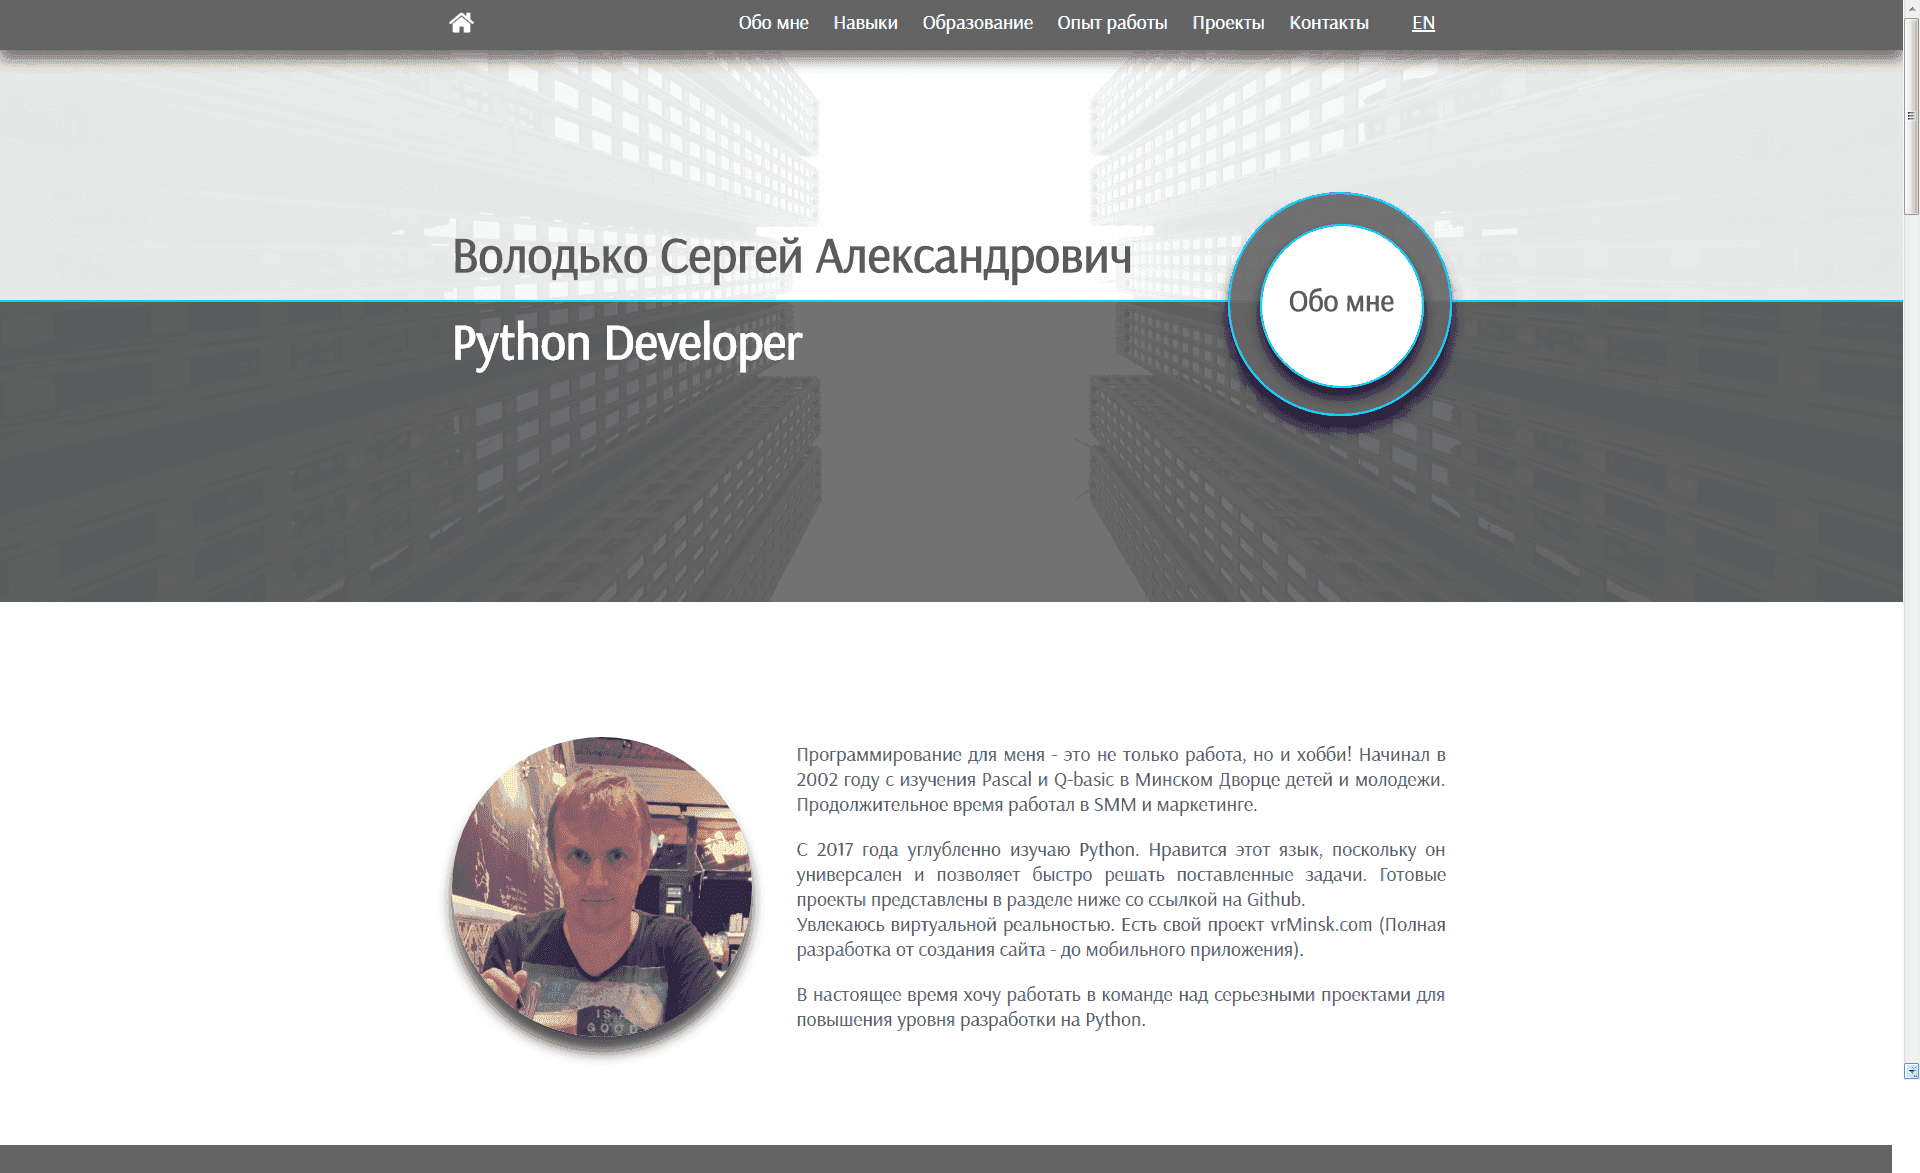 Обо мне Навыки Образование Опыт работы Проекты Контакты EN
Володько Сергей Александрович
Обо мне
Python Developer
Программирование для меня - это не только работа, но и хобби! Начинал в
2002 году с изучения Pascal и Q-basic в Минском Дворце детей и молодежи.
Продолжительное время работал в SMM и маркетинге.
С 2017 года углубленно изучаю Python. Нравится этот язык, поскольку он
универсален и позволяет быстро решать поставленные задачи. Готовые
проекты представлены в разделе ниже со ссылкой на Github.
Увлекаюсь виртуальной реальностью. Есть свой проект vrMinsk.com (Полная
разработка от создания сайта - до мобильного приложения).
В настоящее время хочу работать в команде над серьезными проектами для
повышения уровня разработки на Python.
IS A
GOOD